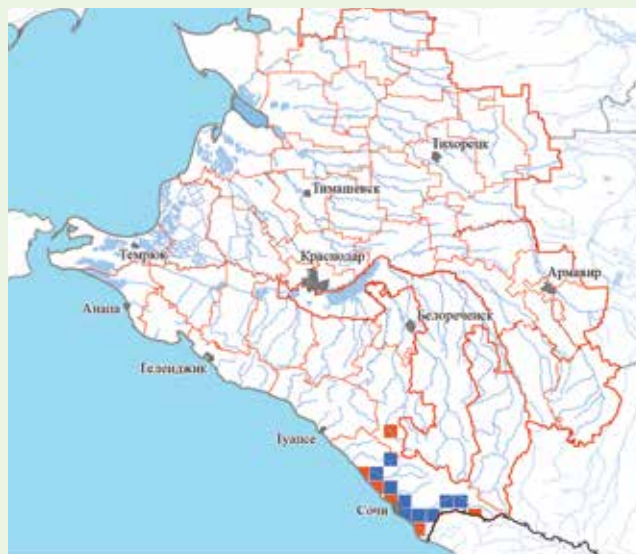 Тихорецк
Тимашевск
Темрюк
Краснодар
Армавир
Анапа
Белореченск
Геленджик
Туапсе
Сочи